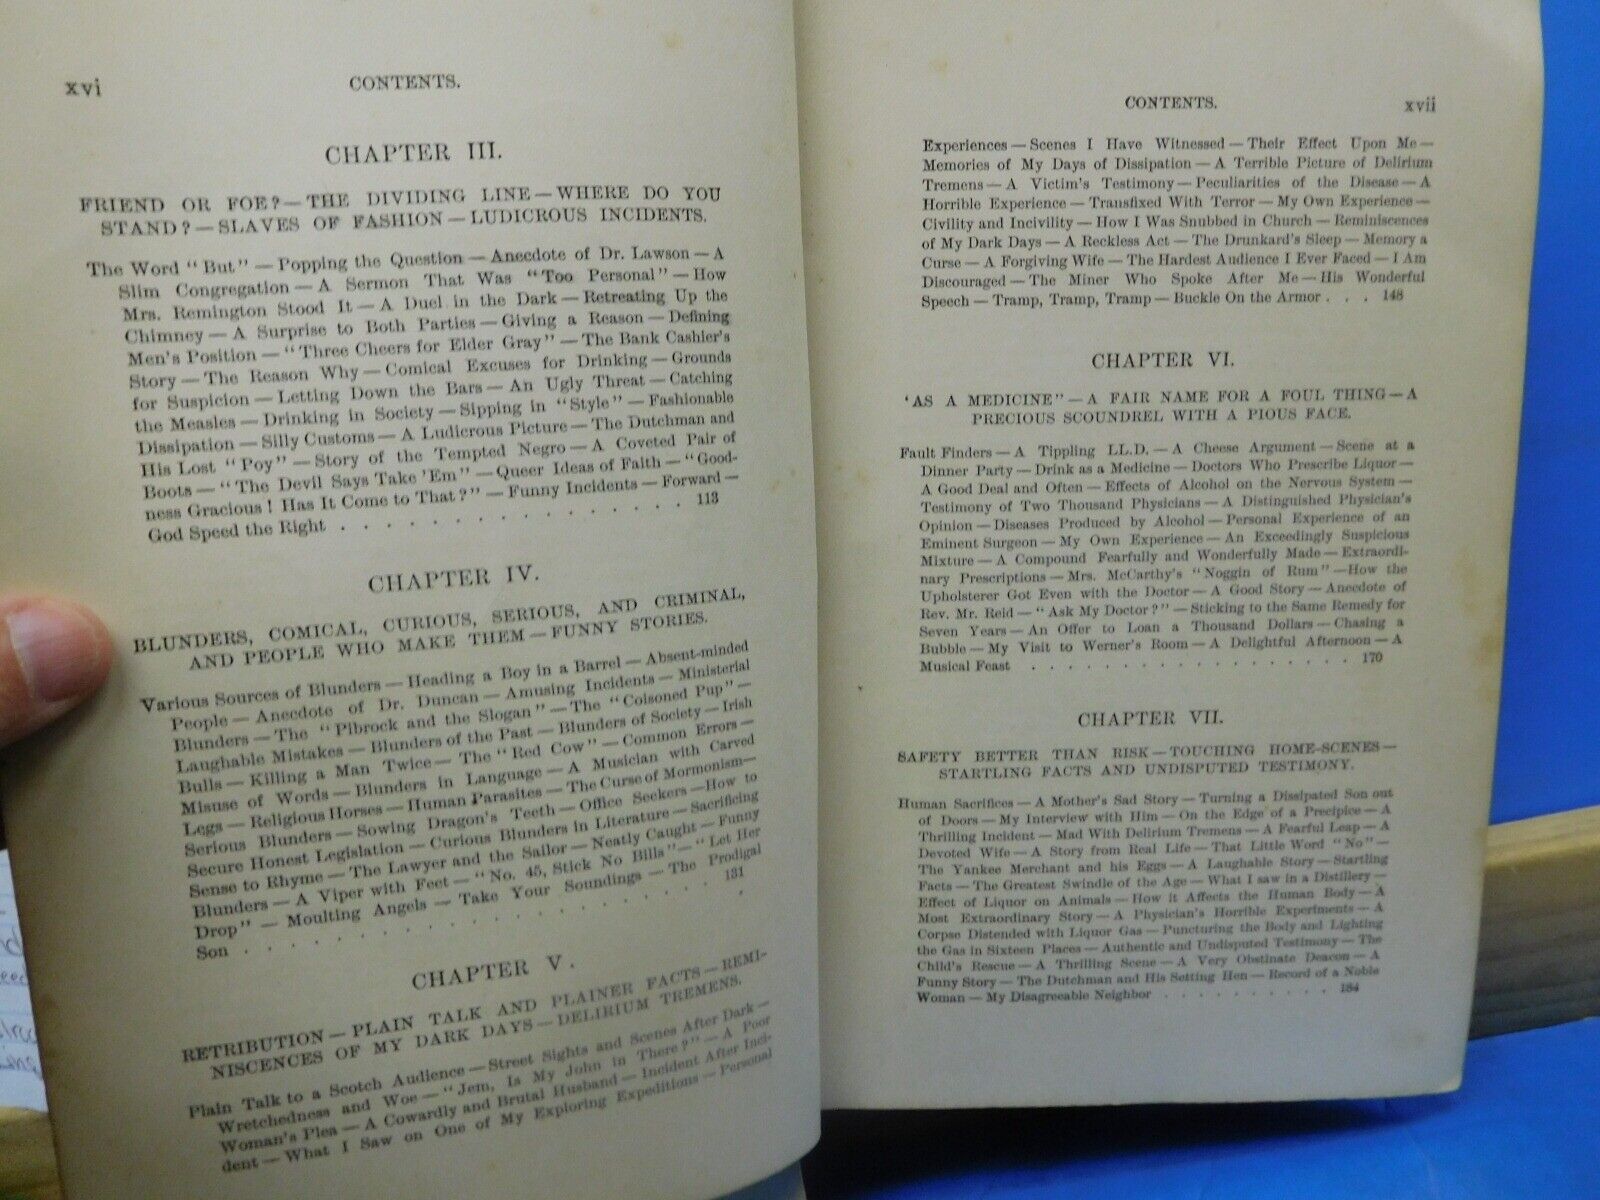 xvi
CONTENTS.
CHAPTER III.
FRIEND OR FOE?—THE DIVIDING LINE—WHERE DO YOU
STAND?—SLAVES OF FASHION—LUDICROUS INCIDENTS.
The Word "But"—Popping the Question—Anecdote of Dr. Lawson—A
Slim Congregation—A Sermon That Was "Too Personal"—How
Mrs. Remington Stood It—A Duel in the Dark—Retreating Up the
Chimney—A Surprise to Both Parties—Giving a Reason—Defining
Men's Position—"Three Cheers for Elder Gray"—The Bank Cashier's
Story—The Reason Why—Comical Excuses for Drinking—Grounds
for Suspicion—Letting Down the Bars—An Ugly Threat—Catching
the Measles—Drinking in Society—Sipping in "Style"—Fashionable
Dissipation—Silly Customs—A Ludicrous Picture—The Dutchman and
His Lost "Poy"—Story of the Tempted Negro—A Coveted Pair of
Boots—"The Devil Says Take 'Em"—Queer Ideas of Faith—"Good-
ness Gracious! Has It Come to That?"—Funny Incidents—Forward—
God Speed the Right . . . . . . . . . . . . . . . 113
CHAPTER IV.
BLUNDERS, COMICAL, CURIOUS, SERIOUS, AND CRIMINAL,
AND PEOPLE WHO MAKE THEM—FUNNY STORIES.
Various Sources of Blunders—Heading a Boy in a Barrel—Absent-minded
People—Anecdote of Dr. Duncan—Amusing Incidents—Ministerial
Blunders—The "Pibrock and the Slogan"—The "Coisoned Pup"—
Laughable Mistakes—Blunders of the Past—Blunders of Society—Irish
Bulls—Killing a Man Twice—The "Red Cow"—Common Errors—
Misuse of Words—Blunders in Language—A Musician with Carved
Legs—Religious Horses—Human Parasites—The Curse of Mormonism—
Serious Blunders—Sowing Dragon's Teeth—Office Seekers—How to
Secure Honest Legislation—Curious Blunders in Literature—Sacrificing
Sense to Rhyme—The Lawyer and the Sailor—Neatly Caught—Funny
Blunders—A Viper with Feet—"No. 45, Stick No Bills"—"Let Her
Drop"—Moulting Angels—Take Your Soundings—The Prodigal
Son . . . . . . . . . . . . . . . . . 131
CHAPTER V.
RETRIBUTION—PLAIN TALK AND PLAINER FACTS—REMI-
NISCENCES OF MY DARK DAYS—DELIRIUM TREMENS.
Plain Talk to a Scotch Audience—Street Sights and Scenes After Dark—
Wretchedness and Woe—"Jem, Is My John in There?"—A Poor
Woman's Plea—A Cowardly and Brutal Husband—Incident After Inci-
dent—What I Saw on One of My Exploring Expeditions—Personal
CONTENTS.
xvii
Experiences—Scenes I Have Witnessed—Their Effect Upon Me—
Memories of My Days of Dissipation—A Terrible Picture of Delirium
Tremens—A Victim's Testimony—Peculiarities of the Disease—A
Horrible Experience—Transfixed With Terror—My Own Experience—
Civility and Incivility—How I Was Snubbed in Church—Reminiscences
of My Dark Days—A Reckless Act—The Drunkard's Sleep—Memory a
Curse—A Forgiving Wife—The Hardest Audience I Ever Faced—I Am
Discouraged—The Miner Who Spoke After Me—His Wonderful
Speech—Tramp, Tramp, Tramp—Buckle On the Armor . . . 148
CHAPTER VI.
'AS A MEDICINE"—A FAIR NAME FOR A FOUL THING—A
PRECIOUS SCOUNDREL WITH A PIOUS FACE.
Fault Finders—A Tippling LL.D.—A Cheese Argument—Scene at a
Dinner Party—Drink as a Medicine—Doctors Who Prescribe Liquor—
A Good Deal and Often—Effects of Alcohol on the Nervous System—
Testimony of Two Thousand Physicians—A Distinguished Physician's
Opinion—Diseases Produced by Alcohol—Personal Experience of an
Eminent Surgeon—My Own Experience—An Exceedingly Suspicious
Mixture—A Compound Fearfully and Wonderfully Made—Extraordi-
nary Prescriptions—Mrs. McCarthy's "Noggin of Rum"—How the
Upholsterer Got Even with the Doctor—A Good Story—Anecdote of
Rev. Mr. Reid—"Ask My Doctor?"—Sticking to the Same Remedy for
Seven Years—An Offer to Loan a Thousand Dollars—Chasing a
Bubble—My Visit to Werner's Room—A Delightful Afternoon—A
Musical Feast . . . . . . . . . . . . . . . . . 170
CHAPTER VII.
SAFETY BETTER THAN RISK—TOUCHING HOME-SCENES—
STARTLING FACTS AND UNDISPUTED TESTIMONY.
Human Sacrifices—A Mother's Sad Story—Turning a Dissipated Son out
of Doors—My Interview with Him—On the Edge of a Precipice—A
Thrilling Incident—Mad With Delirium Tremens—A Fearful Leap—A
Devoted Wife—A Story from Real Life—That Little Word "No"—
The Yankee Merchant and his Eggs—A Laughable Story—Startling
Facts—The Greatest Swindle of the Age—What I saw in a Distillery—
Effect of Liquor on Animals—How it Affects the Human Body—A
Most Extraordinary Story—A Physician's Horrible Experiments—A
Corpse Distended with Liquor Gas—Puncturing the Body and Lighting
the Gas in Sixteen Places—Authentic and Undisputed Testimony—The
Child's Rescue—A Thrilling Scene—A Very Obstinate Deacon—A
Funny Story—The Dutchman and His Setting Hen—Record of a Noble
Woman—My Disagreeable Neighbor . . . . . . . . . . 184